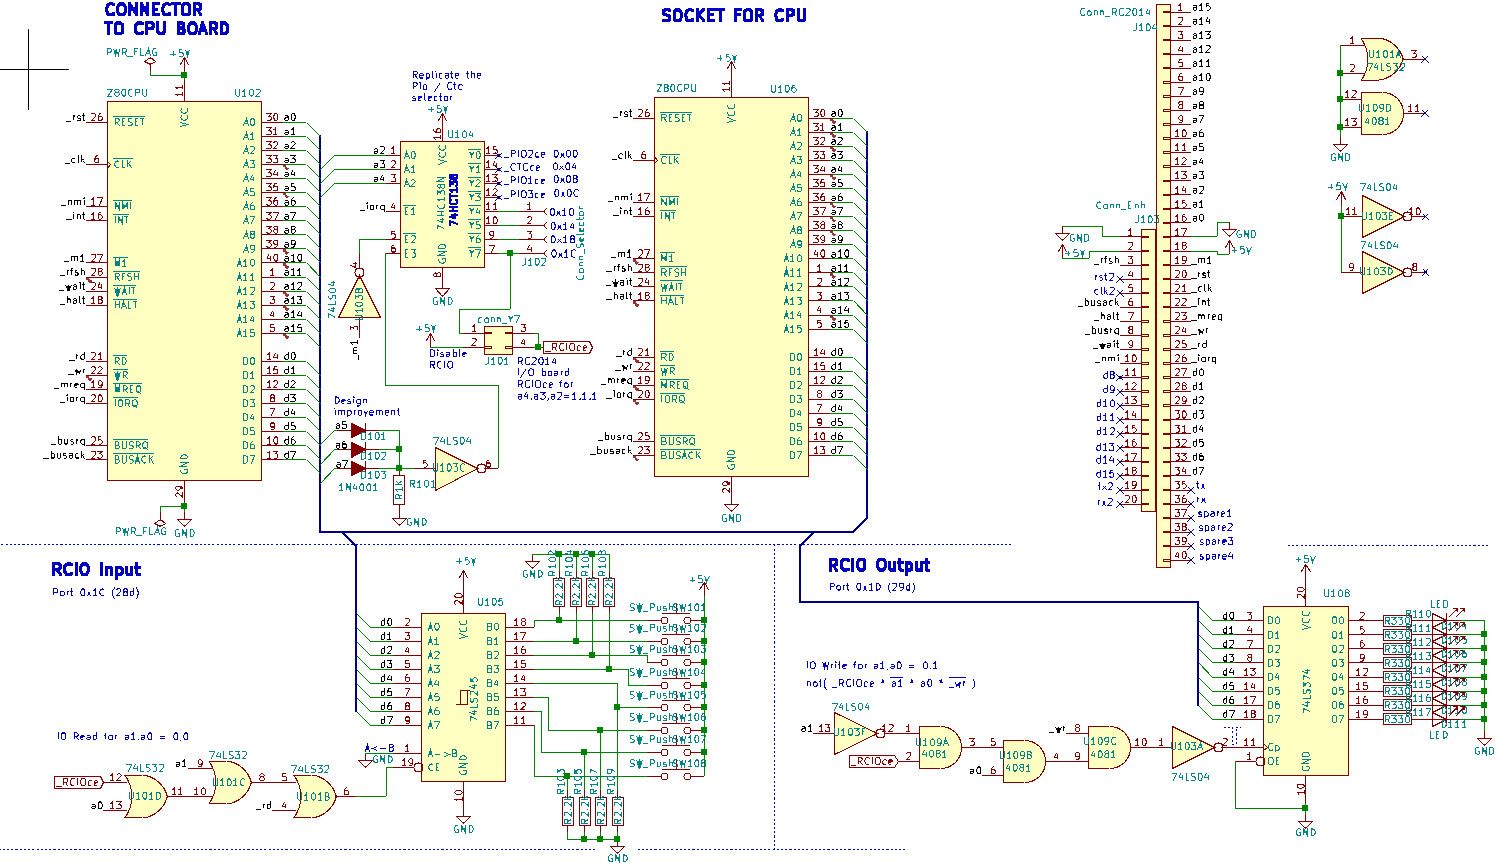 CONNECTOR
TO CPU BOARD
PWR_FLAG
+5V
11
Z80CPU U102
VCC
_rst 26 RESET
_clk 6 CLK
_nmi 17 NMI
_int 16 INT
_m1 27 M1
_rfsh 28 RFSH
_wait 24 WAIT
_halt 18 HALT
_rd 21 RD
_wr 22 WR
_mreq 19 MREQ
_iorq 20 IORQ
_busrq 25 BUSRQ
_busack 23 BUSACK
A0 30 a0
A1 31 a1
A2 32 a2
A3 33 a3
A4 34 a4
A5 35 a5
A6 36 a6
A7 37 a7
A8 38 a8
A9 39 a9
A10 40 a10
A11 1 a11
A12 2 a12
A13 3 a13
A14 4 a14
A15 5 a15
D0 14 d0
D1 15 d1
D2 12 d2
D3 8 d3
D4 7 d4
D5 9 d5
D6 10 d6
D7 13 d7
GND
29
PWR_FLAG
GND
Replicate the
Pio / Ctc
selector
+5V
16
U104
VCC
74HC138N
74HCT138
a2 1 A0
a3 2 A1
a4 3 A2
_iorq 4 E1
5 E2
6 E3
Y0 15 _PIO2ce 0x00
Y1 14 _CTCce 0x04
Y2 13 _PIO1ce 0x08
Y3 12 _PIO3ce 0x0C
Y4 11 1 0x10
Y5 10 2 0x14
Y6 9 3 0x18
Y7 7 4 0x1C
J102
Conn_Selector
GND
8
GND
4
74LS04
U103B
3
_m1
conn_Y7
+5V
1 3
2 4
J101
_RCIOce
Disable
RCIO
RC2014
I/O board
RCIOce for
a4,a3,a2=1,1,1
Design
improvement
a5 D101
a6 D102
a7 D103
1N4001
R1K
R101
GND
74LS04
5 U103C 6
SOCKET FOR CPU
+5V
11
Z80CPU U106
VCC
_rst 26 RESET
_clk 6 CLK
_nmi 17 NMI
_int 16 INT
_m1 27 M1
_rfsh 28 RFSH
_wait 24 WAIT
_halt 18 HALT
_rd 21 RD
_wr 22 WR
_mreq 19 MREQ
_iorq 20 IORQ
_busrq 25 BUSRQ
_busack 23 BUSACK
A0 30 a0
A1 31 a1
A2 32 a2
A3 33 a3
A4 34 a4
A5 35 a5
A6 36 a6
A7 37 a7
A8 38 a8
A9 39 a9
A10 40 a10
A11 1 a11
A12 2 a12
A13 3 a13
A14 4 a14
A15 5 a15
D0 14 d0
D1 15 d1
D2 12 d2
D3 8 d3
D4 7 d4
D5 9 d5
D6 10 d6
D7 13 d7
GND
29
GND
Conn_RC2014
J104
1 a15
2 a14
3 a13
4 a12
5 a11
6 a10
7 a9
8 a8
9 a7
10 a6
11 a5
12 a4
13 a3
14 a2
15 a1
16 a0
17 GND
18 +5V
19 _m1
20 _rst
21 _clk
22 _int
23 _mreq
24 _wr
25 _rd
26 _iorq
27 d0
28 d1
29 d2
30 d3
31 d4
32 d5
33 d6
34 d7
35 tx
36 rx
37 spare1
38 spare2
39 spare3
40 spare4
Conn_Enh
J103
GND 1
+5V 2
_rfsh 3
rst2 4
clk2 5
_busack 6
_halt 7
_busrq 8
_wait 9
_nmi 10
d8 11
d9 12
d10 13
d11 14
d12 15
d13 16
d14 17
d15 18
tx2 19
rx2 20
1 U101A 3
2 74LS32
12 U109D 11
13 4081
GND
+5V 74LS04
11 U103E 10
74LS04
9 U103D 8
RCIO Input
Port 0x1C (28d)
IO Read for a1,a0 = 0,0
_RCIOce 12
a0 13
74LS32
U101D
11
a1 9
10
74LS32
U101C
8
5
_rd 4
74LS32
U101B
6
+5V
20
U105
VCC
74LS245
d0 2 A0
d1 3 A1
d2 4 A2
d3 5 A3
d4 6 A4
d5 7 A5
d6 8 A6
d7 9 A7
A<-B 1 A->B
GND
19 CE
B0 18
B1 17
B2 16
B3 15
B4 14
B5 13
B6 12
B7 11
GND
10
GND
GND
R102
R104
R106
R108
R2.2K R2.2K R2.2K R2.2K
+5V
SW_Push SW101
SW_Push SW102
SW_Push SW103
SW_Push SW104
SW_Push SW105
SW_Push SW106
SW_Push SW107
SW_Push SW108
R103
R105
R107
R109
R2.2K R2.2K R2.2K R2.2K
GND
RCIO Output
Port 0x1D (29d)
IO Write for a1,a0 = 0,1
not( _RCIOce * a1 * a0 * _wr )
74LS04
a1 13 U103F 12
_RCIOce
1
2
U109A
4081
3
5
a0 6
U109B
4081
4
_wr 8
9
U109C
4081
10
1 U103A 2
74LS04
+5V
20
U108
VCC
74LS374
d0 3 D0
d1 4 D1
d2 7 D2
d3 8 D3
d4 13 D4
d5 14 D5
d6 17 D6
d7 18 D7
11 Cp
1 OE
O0 2
O1 5
O2 6
O3 9
O4 12
O5 15
O6 16
O7 19
GND
10
GND
LED
R330 R110
R330 R111
R330 R112
R330 R113
R330 R114
R330 R115
R330 R116
R330 R117
D111
LED
GND